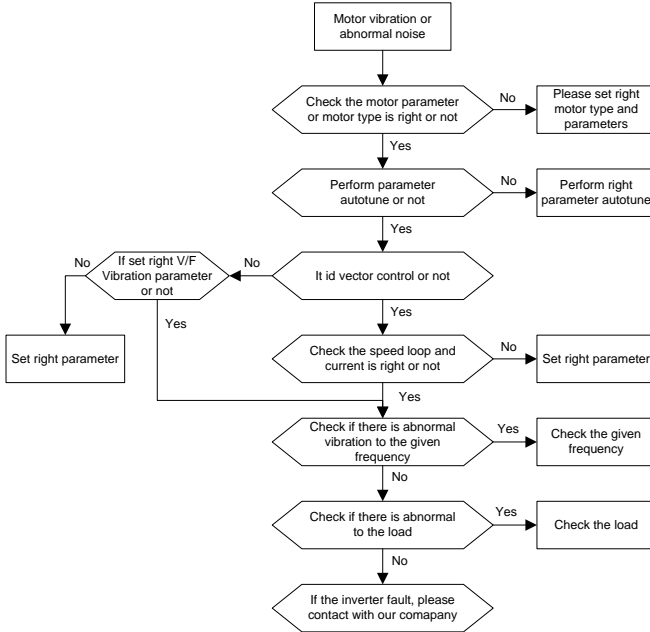 Motor vibration or
abnormal noise
Check the motor parameter
or motor type is right or not
No
Please set right
motor type and
parameters
Yes
Perform parameter
autotune or not
No
Perform right
parameter autotune
Yes
It id vector control or not
No
If set right V/F
Vibration parameter
or not
No
Set right parameter
Yes
Yes
Check the speed loop and
current is right or not
No
Set right parameter
Yes
Check if there is abnormal
vibration to the given
frequency
Yes
Check the given
frequency
No
Check if there is abnormal
to the load
Yes
Check the load
No
If the inverter fault, please
contact with our comapany